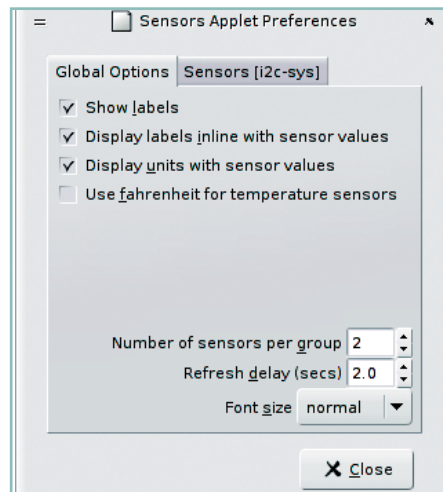 Sensors Applet Preferences
Global Options Sensors [i2c-sys]
Show labels
Display labels inline with sensor values
Display units with sensor values
Use fahrenheit for temperature sensors
Number of sensors per group 2
Refresh delay (secs) 2.0
Font size normal
Close